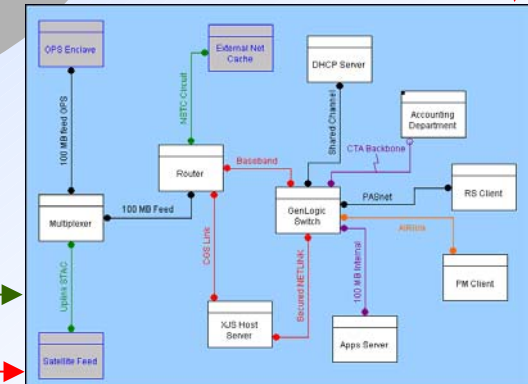 OPS Enclave
External Net
Cache
DHCP Server
Accounting
Department
100 MB feed OPS
NSTC Circuit
Shared Channel
CTA Backbone
Router
Baseband
PASnet
RS Client
Multiplexer
100 MB Feed
GenLogic
Switch
AIRlink
CGS Link
Secured NETLINK
100 MB Internal
FM Client
Uplink STAC
XJS Host
Server
Apps Server
Satellite Feed